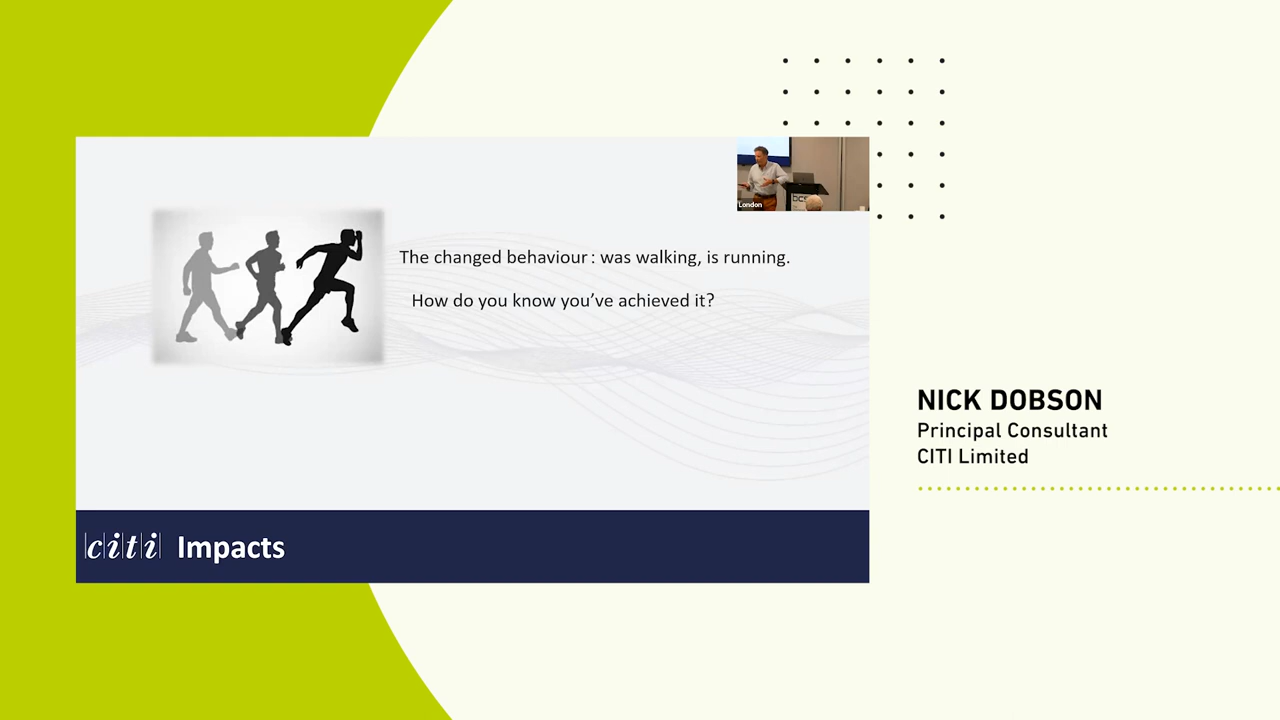 London
bcs
The changed behaviour : was walking, is running.
How do you know you've achieved it?
citi Impacts
NICK DOBSON
Principal Consultant
CITI Limited